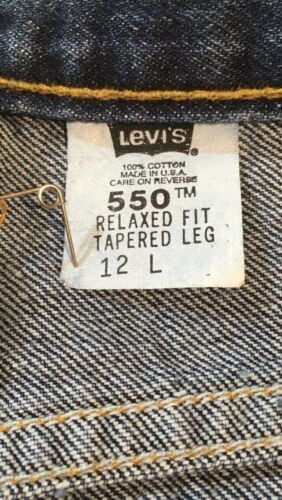 LEVI'S ®
100% COTTON
MADE IN U.S.A.
CARE ON REVERSE
550™
RELAXED FIT
TAPERED LEG
12 L